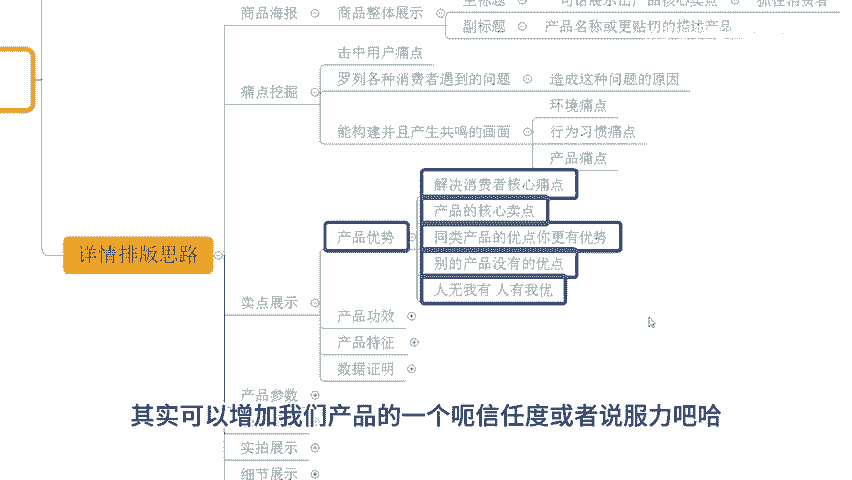 商品海报 商品整体展示
副标题 产品名称或更贴切的描述产品
击中用户痛点
痛点挖掘 罗列各种消费者遇到的问题 造成这种问题的原因
能构建并且产生共鸣的画面 环境痛点
行为习惯痛点
产品痛点
详情排版思路
卖点展示
产品优势
解决消费者核心痛点
产品的核心卖点
同类产品的优点你更有优势
别的产品没有的优点
人无我有 人有我优
产品功效
产品特征
数据证明
产品参数
实拍展示
细节展示
其实可以增加我们产品的一个呃信任度或者说服力吧哈